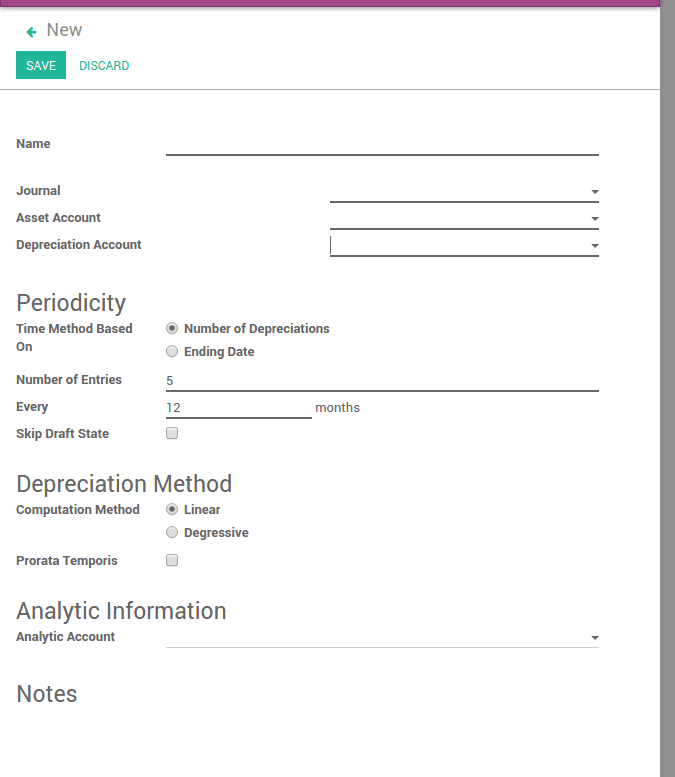 New
SAVE DISCARD
Name
Journal
Asset Account
Depreciation Account
Periodicity
Time Method Based On
Number of Depreciations
Ending Date
Number of Entries 5
Every 12 months
Skip Draft State
Depreciation Method
Computation Method Linear
Degressive
Prorata Temporis
Analytic Information
Analytic Account
Notes